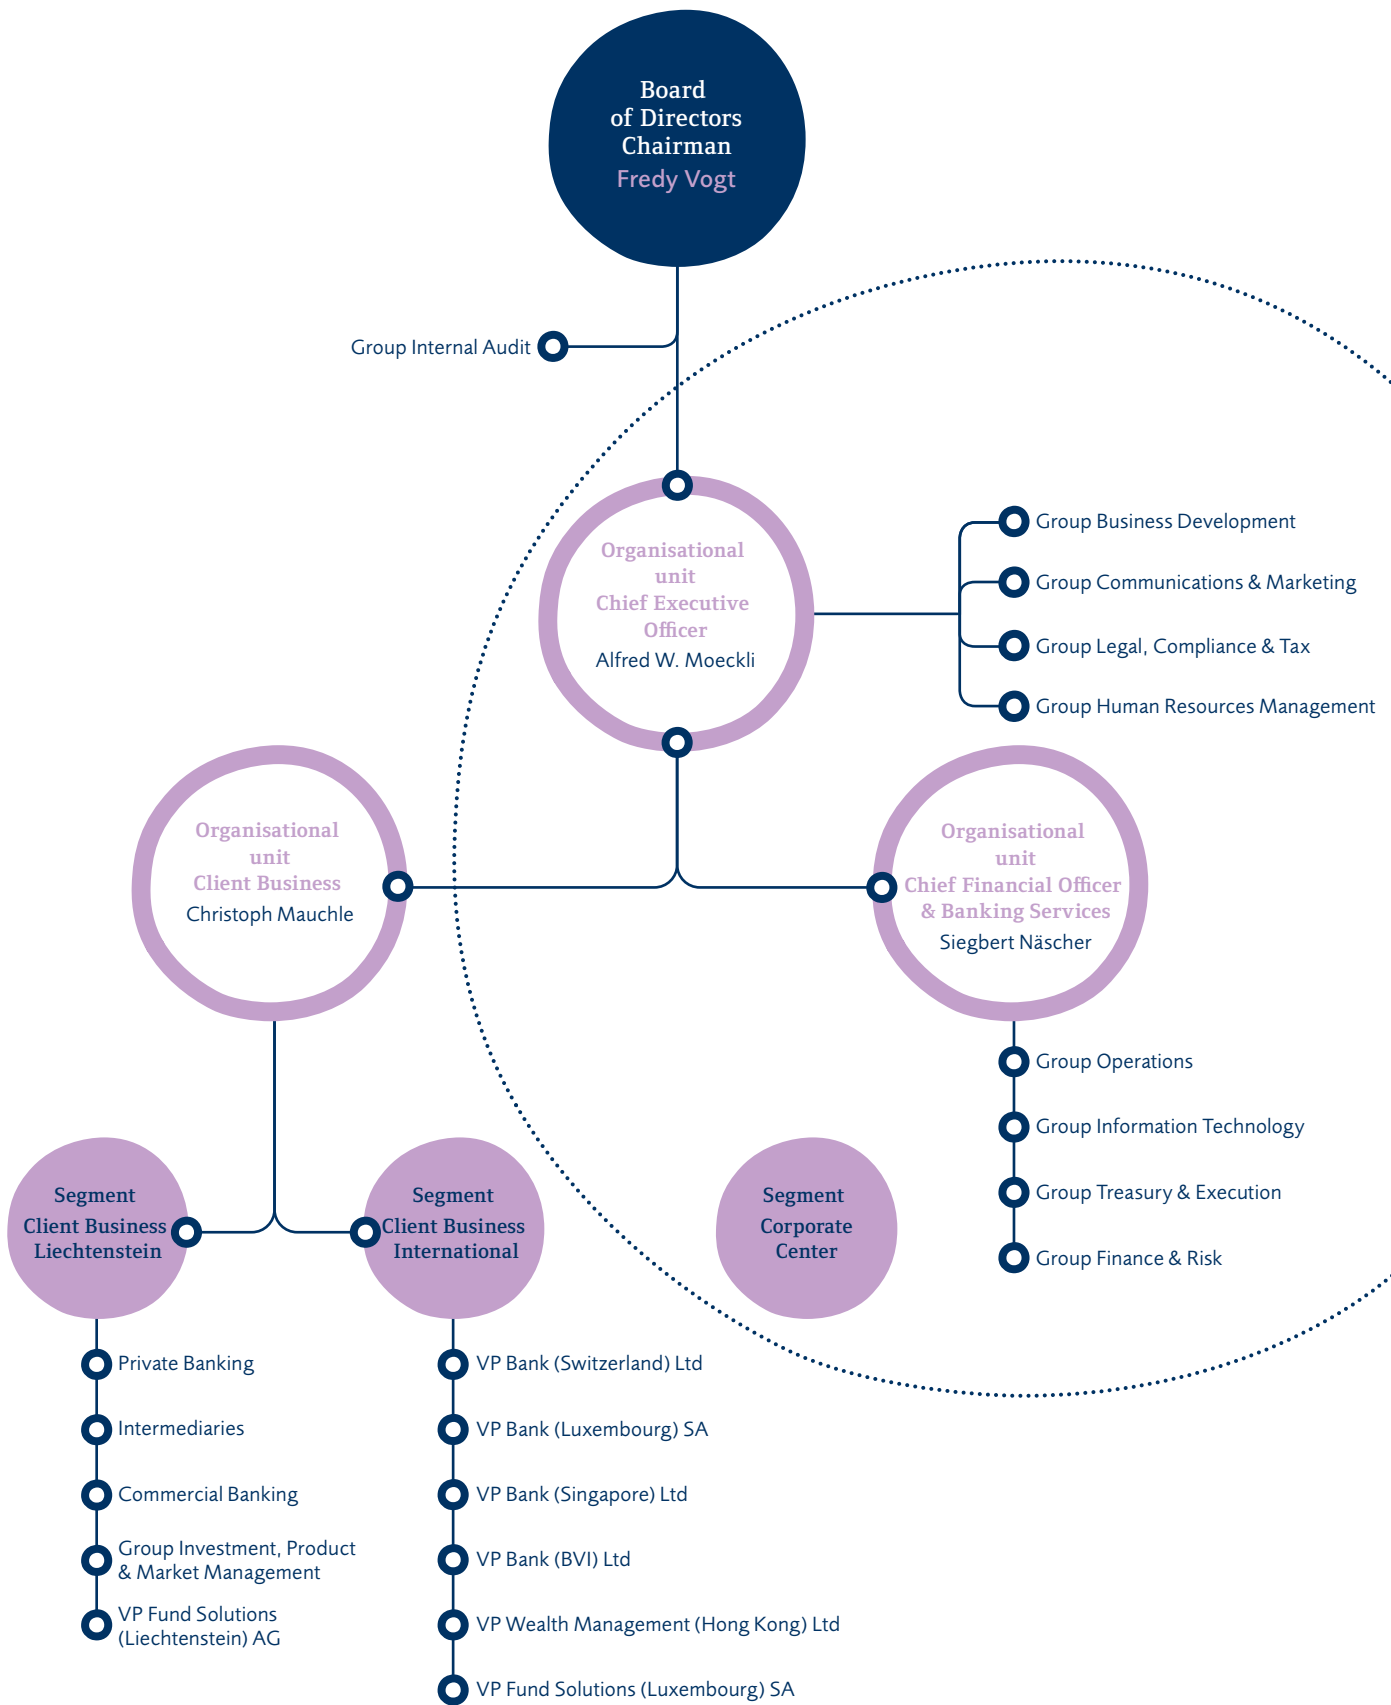 Board
of Directors
Chairman
Fredy Vogt
Group Internal Audit
Organisational
unit
Chief Executive
Officer
Alfred W. Moeckli
Group Business Development
Group Communications & Marketing
Group Legal, Compliance & Tax
Group Human Resources Management
Organisational
unit
Client Business
Christoph Mauchle
Organisational
unit
Chief Financial Officer
& Banking Services
Siegbert Näscher
Group Operations
Group Information Technology
Group Treasury & Execution
Group Finance & Risk
Segment
Client Business
Liechtenstein
Segment
Client Business
International
Segment
Corporate
Center
Private Banking
Intermediaries
Commercial Banking
Group Investment, Product
& Market Management
VP Fund Solutions
(Liechtenstein) AG
VP Bank (Switzerland) Ltd
VP Bank (Luxembourg) SA
VP Bank (Singapore) Ltd
VP Bank (BVI) Ltd
VP Wealth Management (Hong Kong) Ltd
VP Fund Solutions (Luxembourg) SA